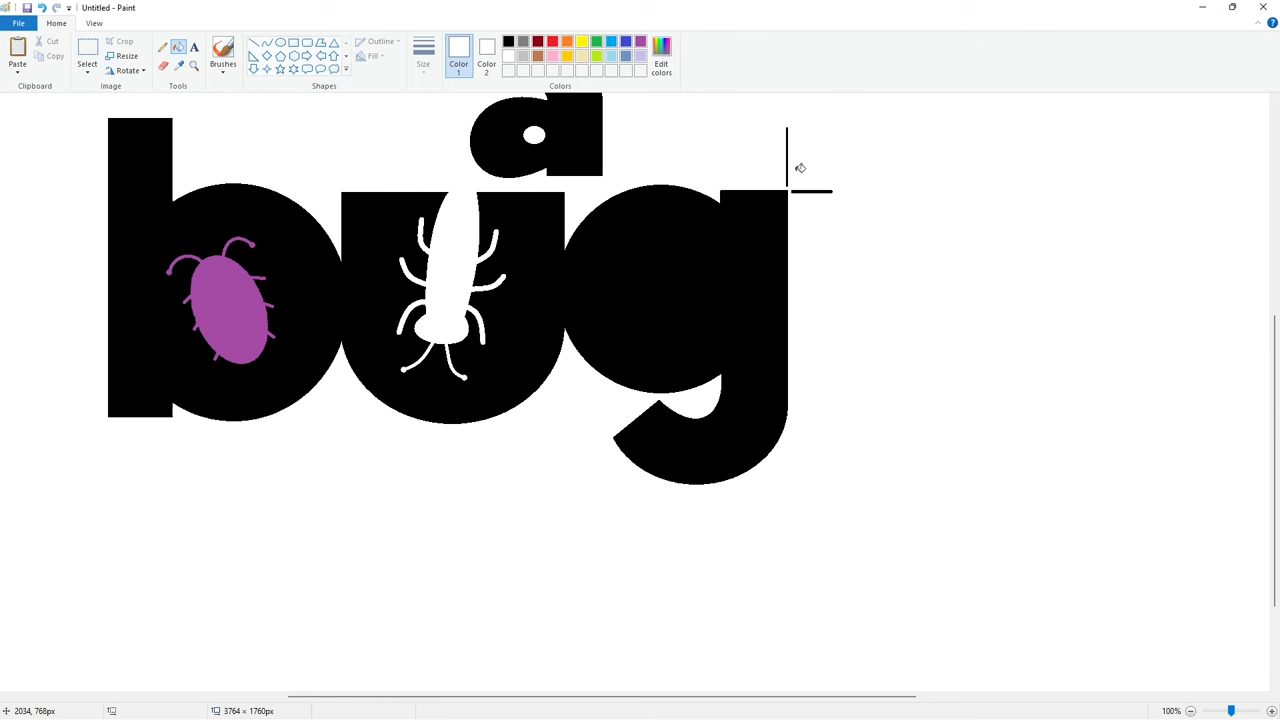 Untitled - Paint
File Home View
Paste
Cut
Copy
Clipboard
Select
Crop
Resize
Rotate
Image
A
Tools
Brushes
Outline
Fill
Shapes
Size
Color 1
Color 2
Edit colors
Colors
a
bug
2034, 768px
3764 × 1760px
100%